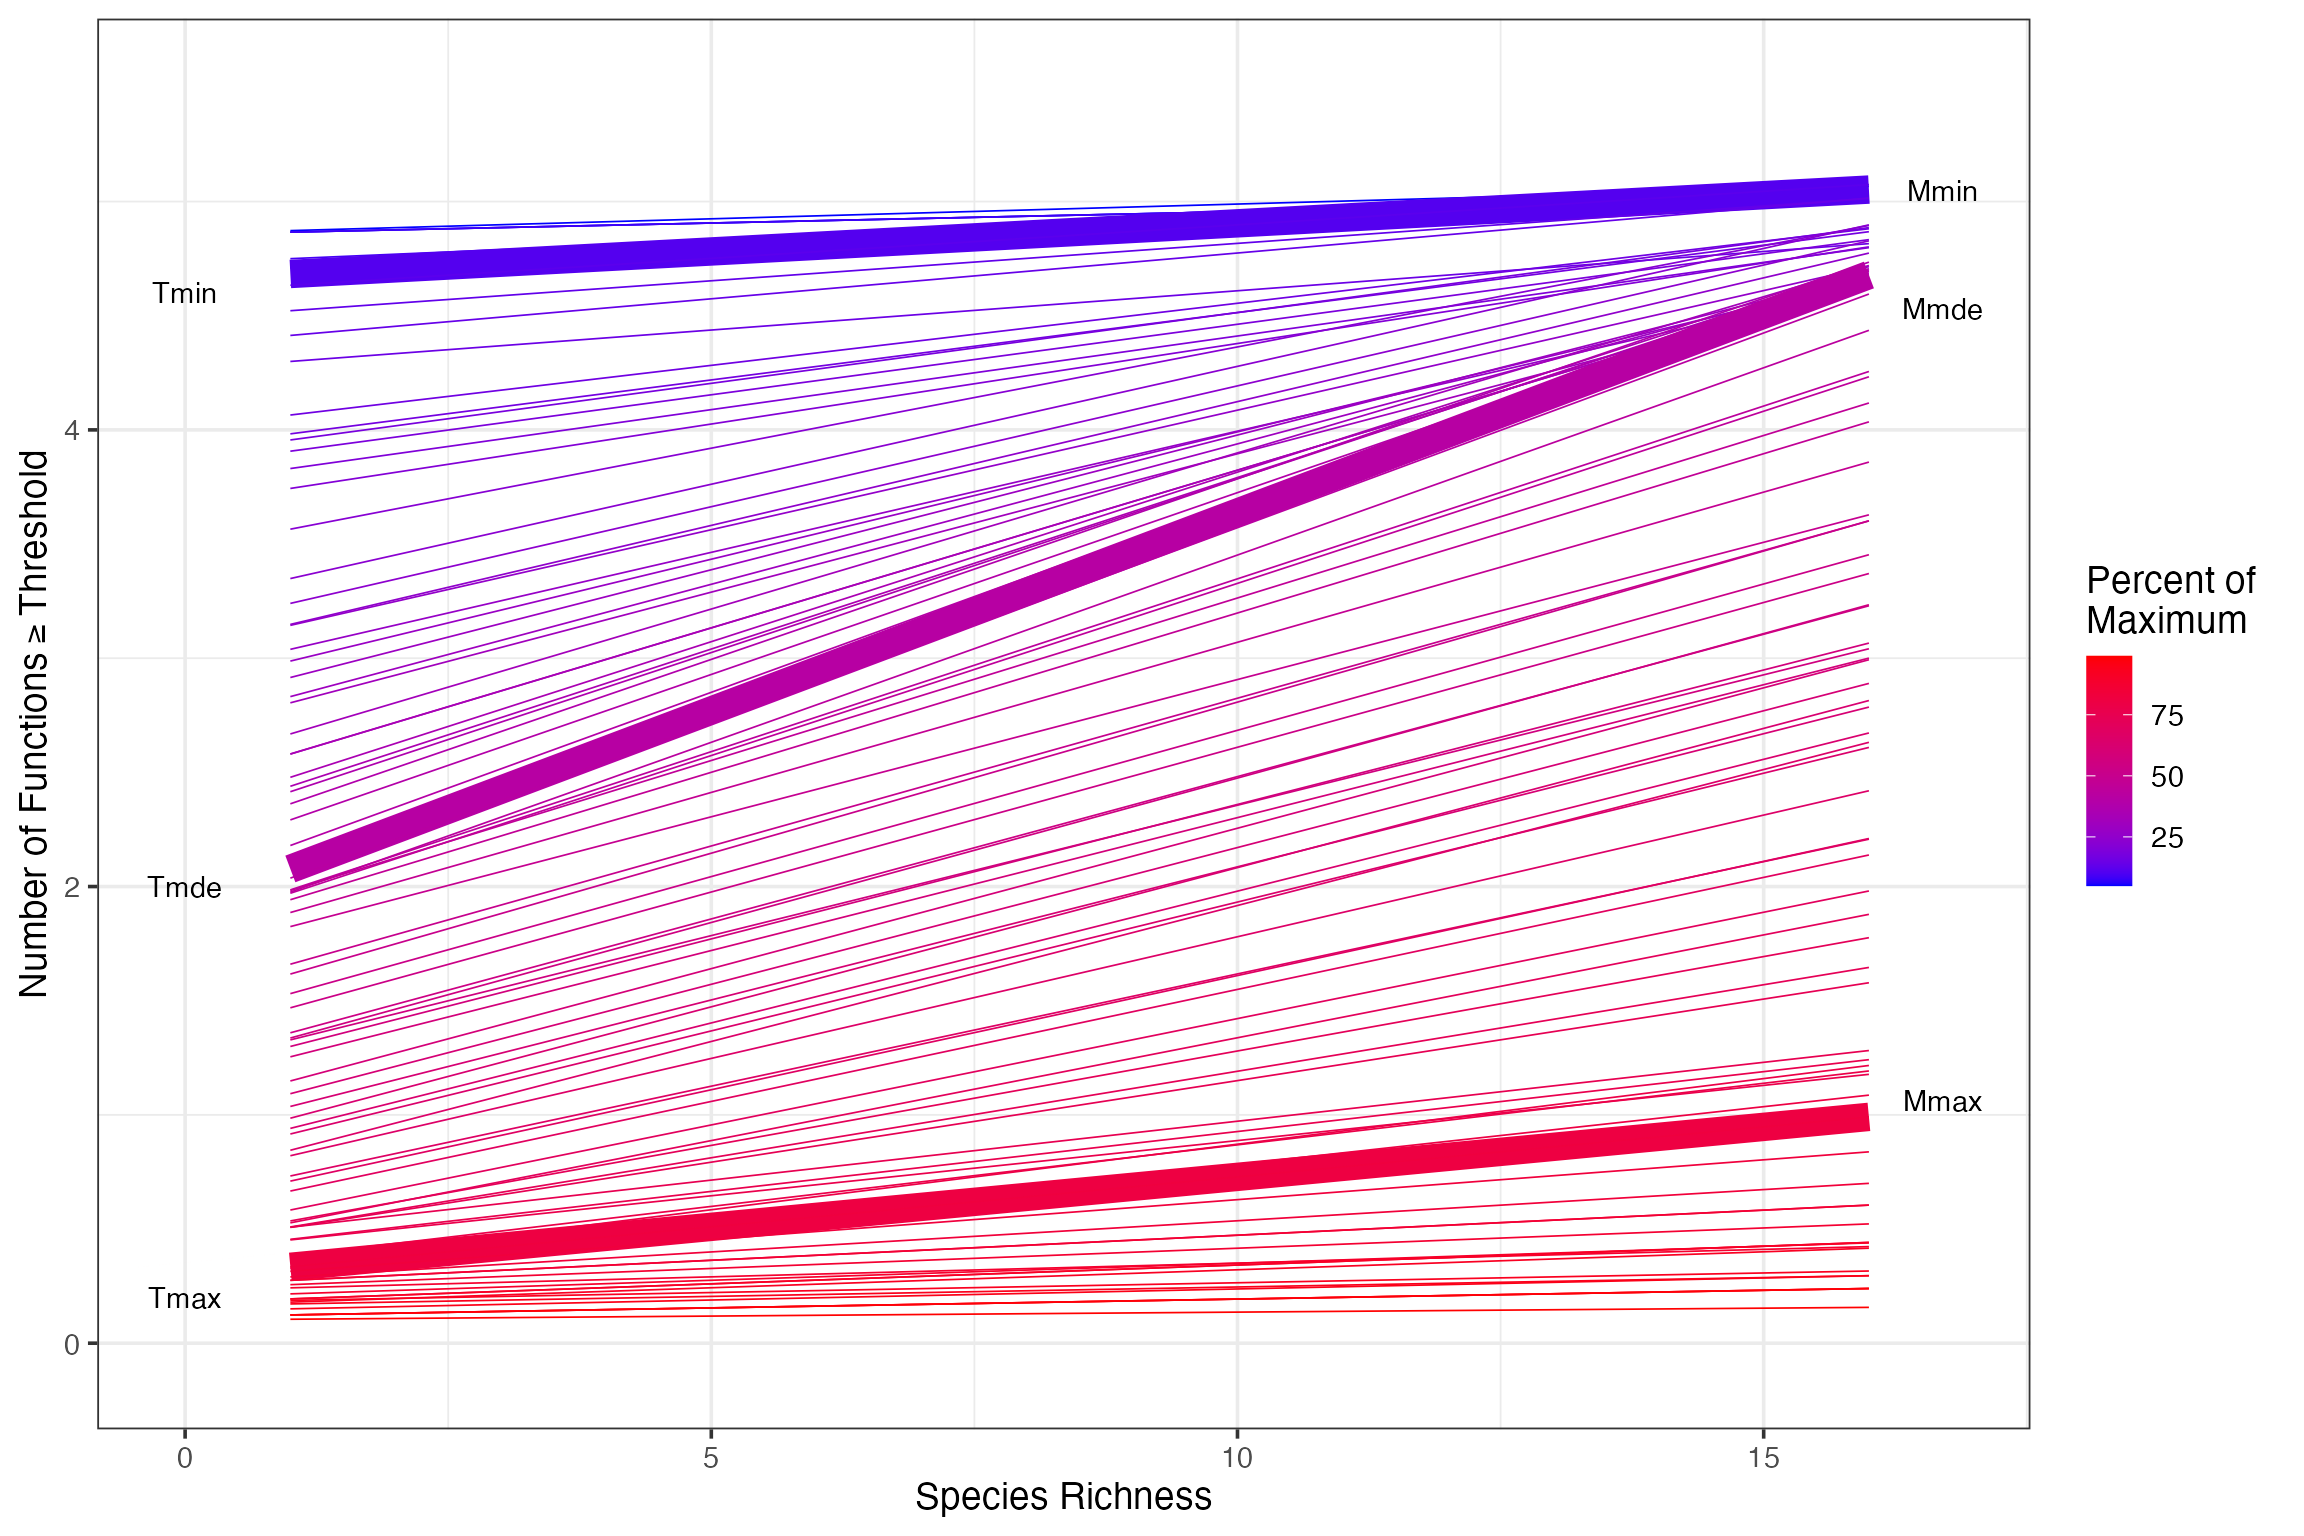 Number of Functions ≥ Threshold
4
2
0
Tmin
Tmde
Tmax
Mmin
Mmde
Mmax
0 5 10 15
Species Richness
Percent of
Maximum
75
50
25